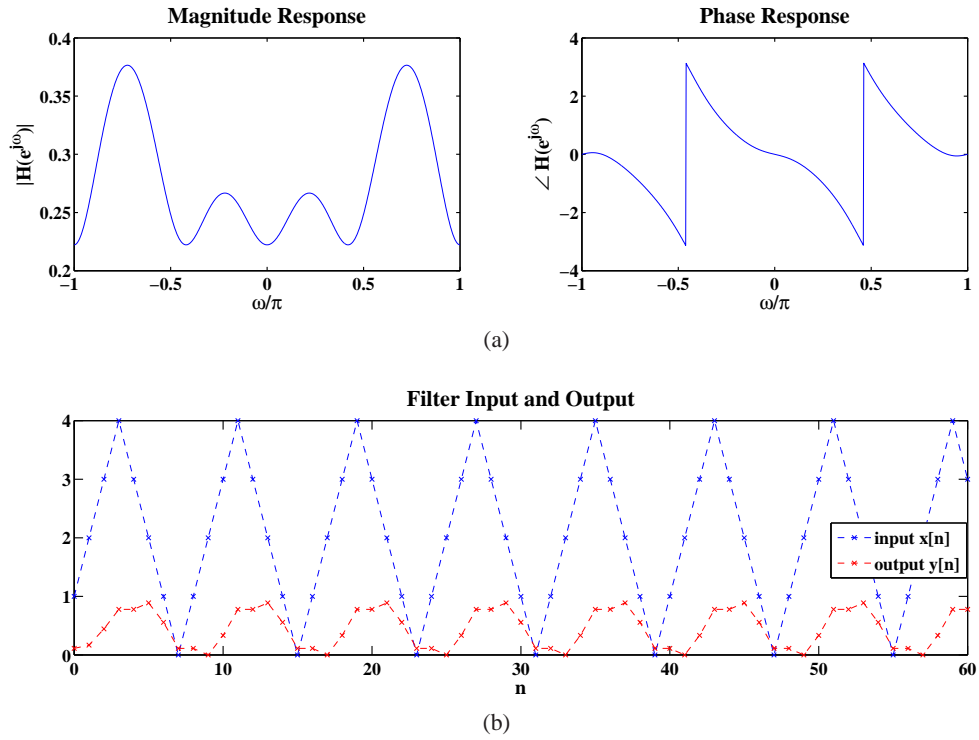 Magnitude Response
0.4
0.35
0.3
0.25
0.2
|H(e^jω)|
−1
−0.5
0
0.5
1
ω/π
Phase Response
4
2
0
−2
−4
∠ H(e^jω)
−1
−0.5
0
0.5
1
ω/π
(a)
Filter Input and Output
4
3
2
1
0
input x[n]
output y[n]
0
10
20
30
40
50
60
n
(b)